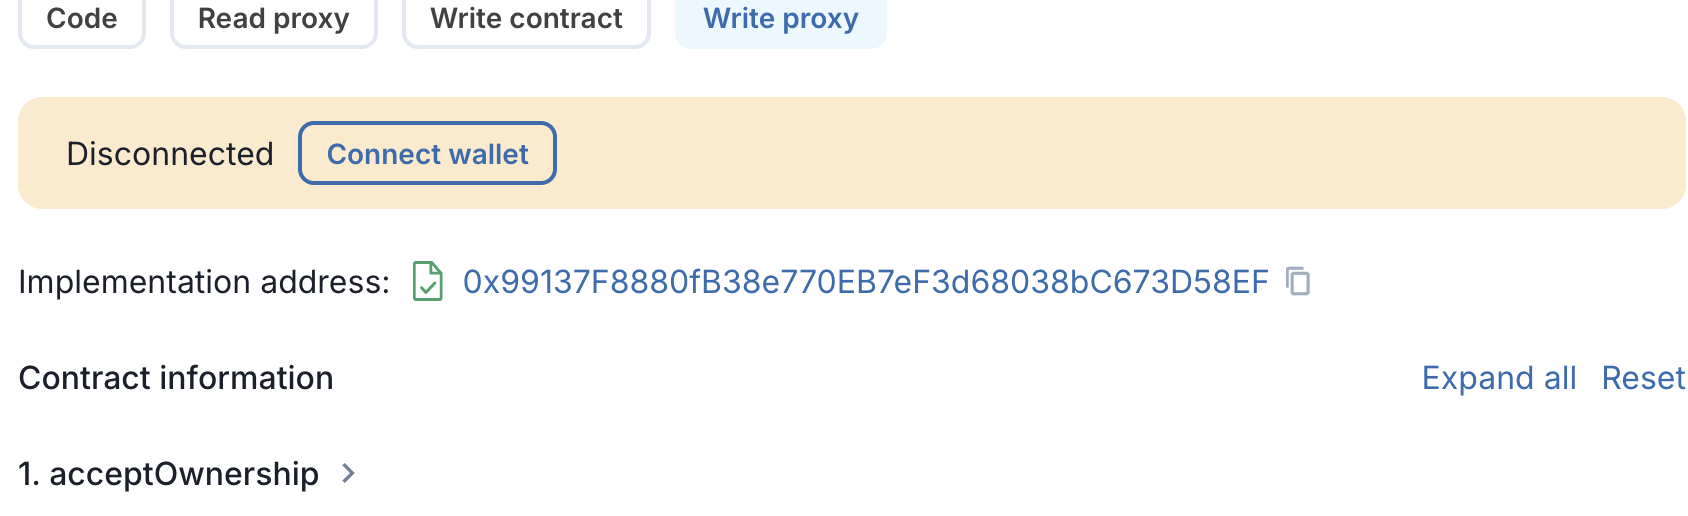 Code Read proxy Write contract Write proxy
Disconnected Connect wallet
Implementation address: 0x99137F8880fB38e770EB7eF3d68038bC673D58EF
Contract information Expand all Reset
1. acceptOwnership